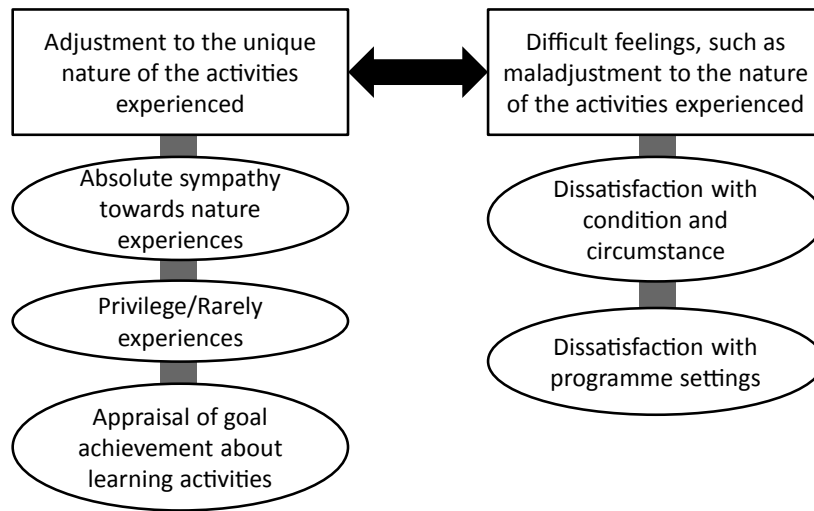 Adjustment to the unique
nature of the activities
experienced
Difficult feelings, such as
maladjustment to the nature
of the activities experienced
Absolute sympathy
towards nature
experiences
Privilege/Rarely
experiences
Appraisal of goal
achievement about
learning activities
Dissatisfaction with
condition and
circumstance
Dissatisfaction with
programme settings